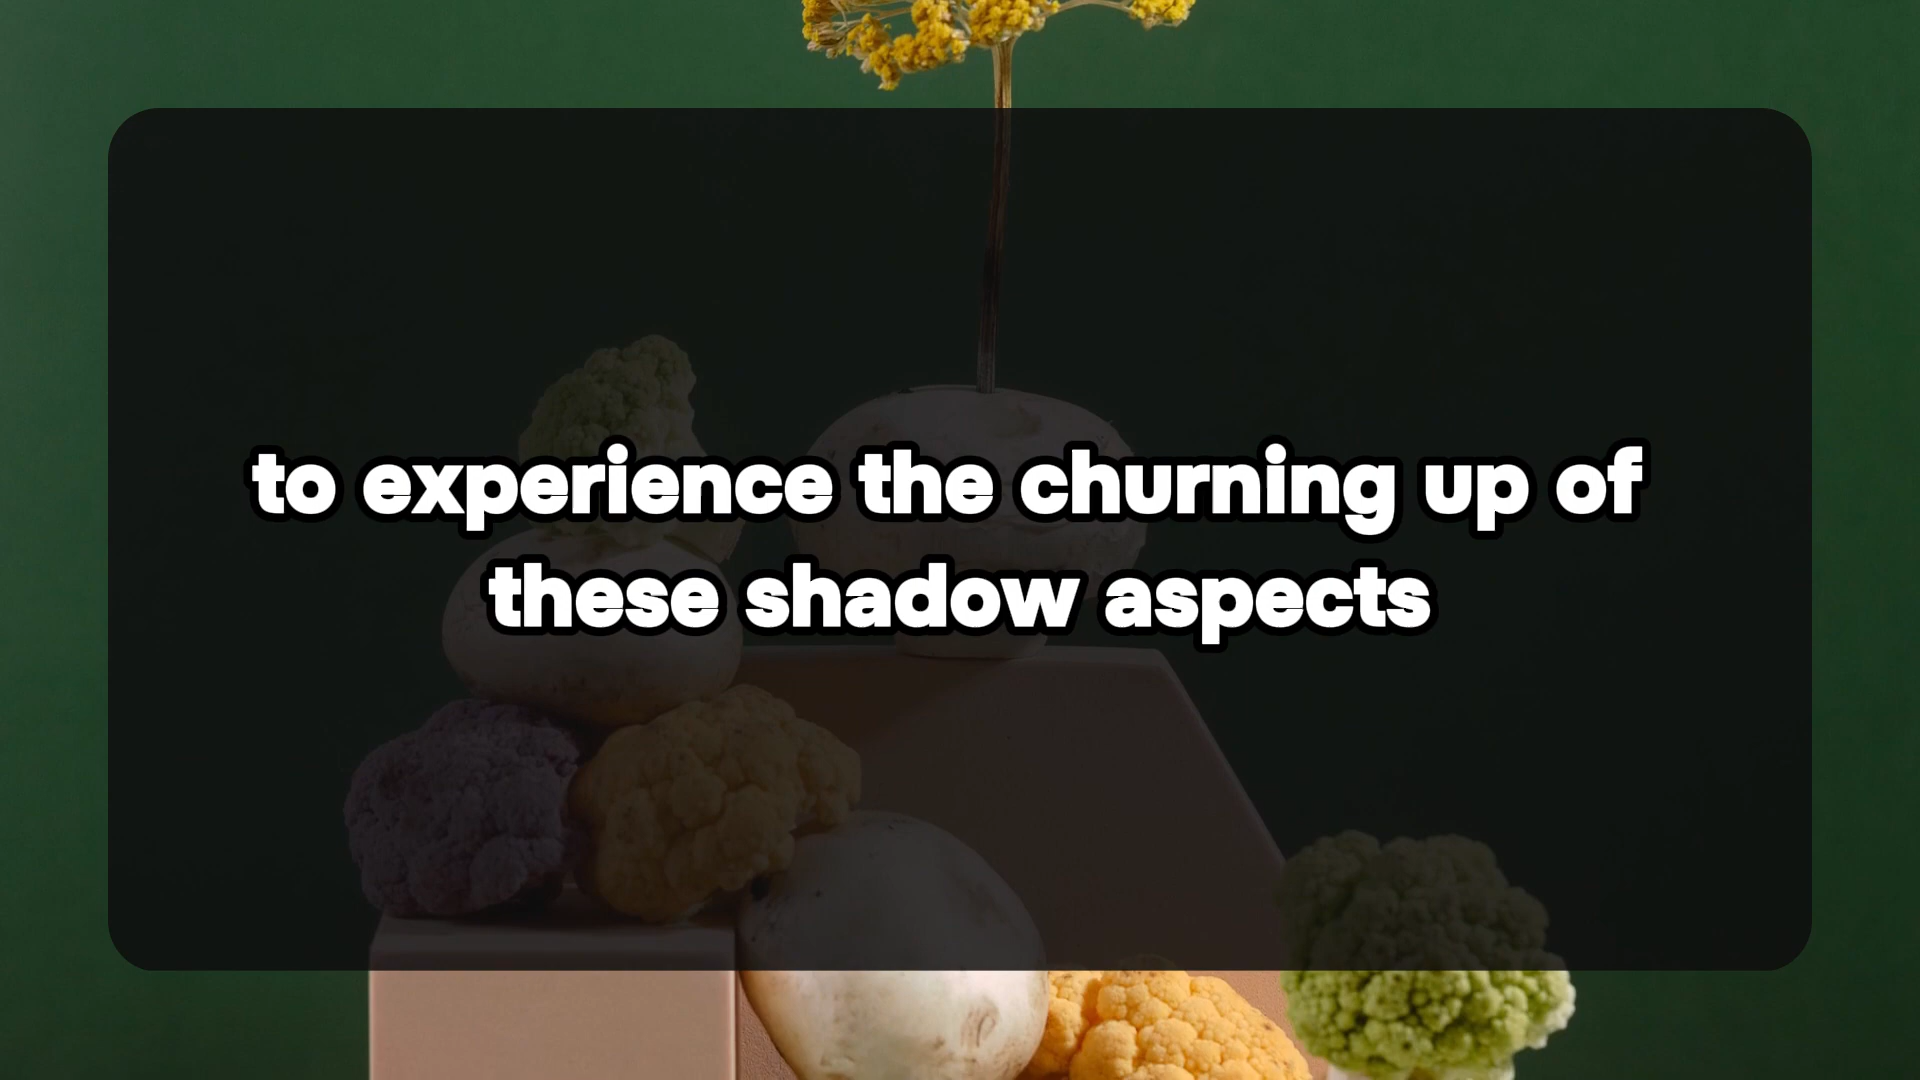 to experience the churning up of
these shadow aspects